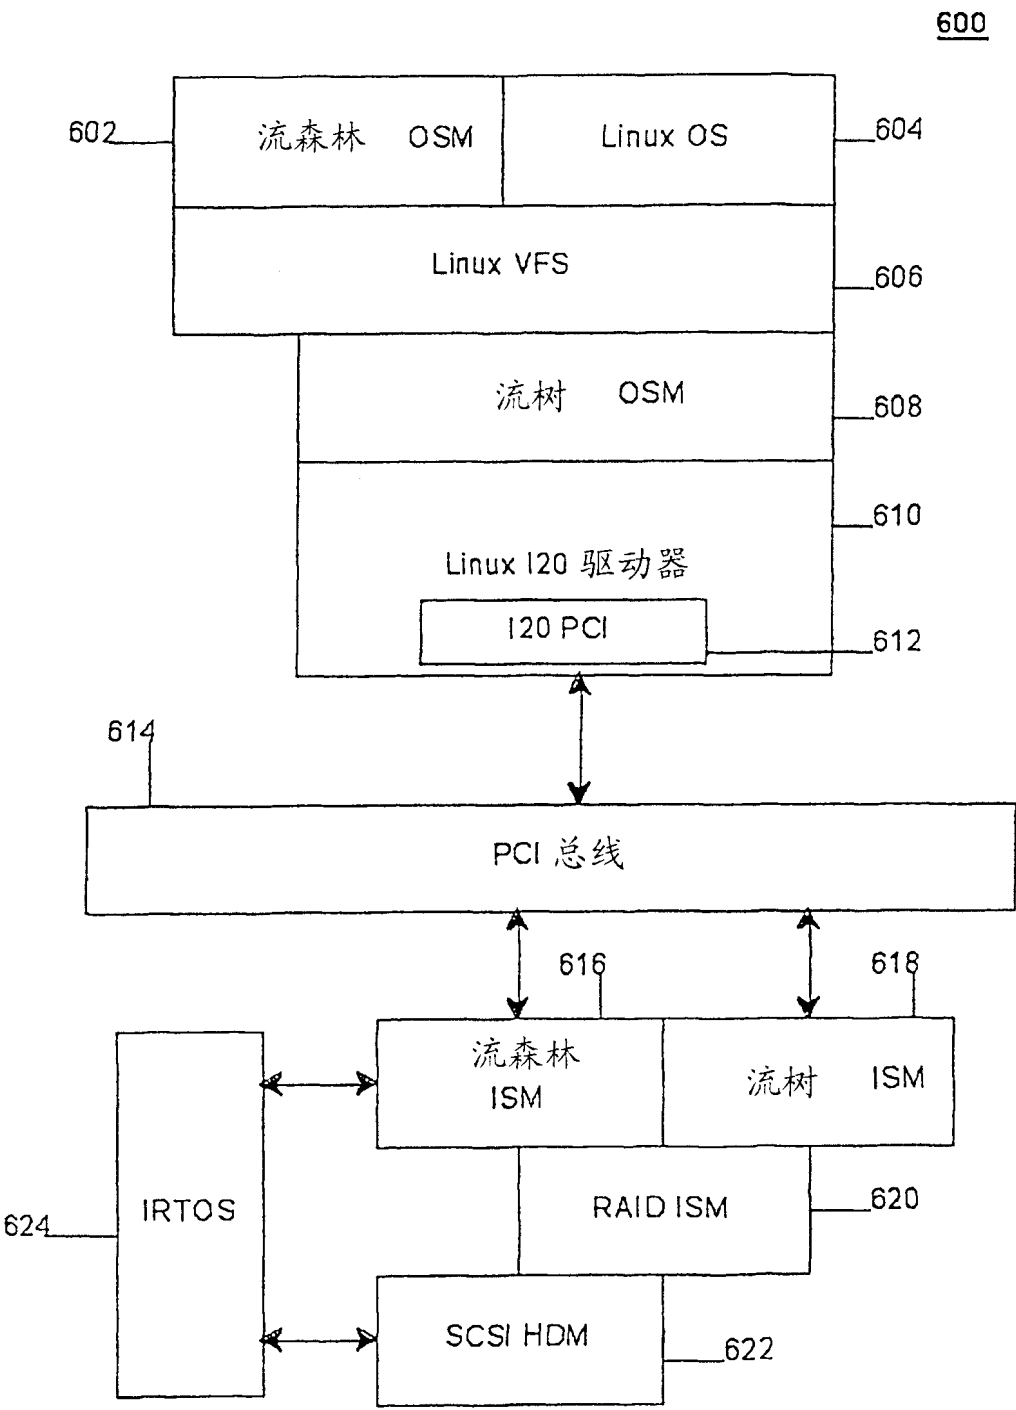 600
602
流森林 OSM
Linux OS
604
Linux VFS
606
流树 OSM
608
610
Linux I20 驱动器
I20 PCI
612
614
PCI 总线
616
618
流森林
ISM
流树 ISM
IRTOS
RAID ISM
620
624
SCSI HDM
622